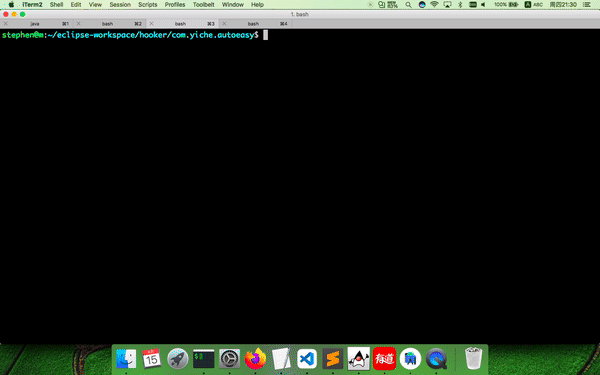 iTerm2 Shell Edit View Session Scripts Profiles Toolbelt Window Help 100% ABC 周四21:30
1. bash
java ⌘1 bash ⌘2 bash ⌘3 bash ⌘4
stephen@m:~/eclipse-workspace/hooker/com.yiche.autoeasy$
15
有道